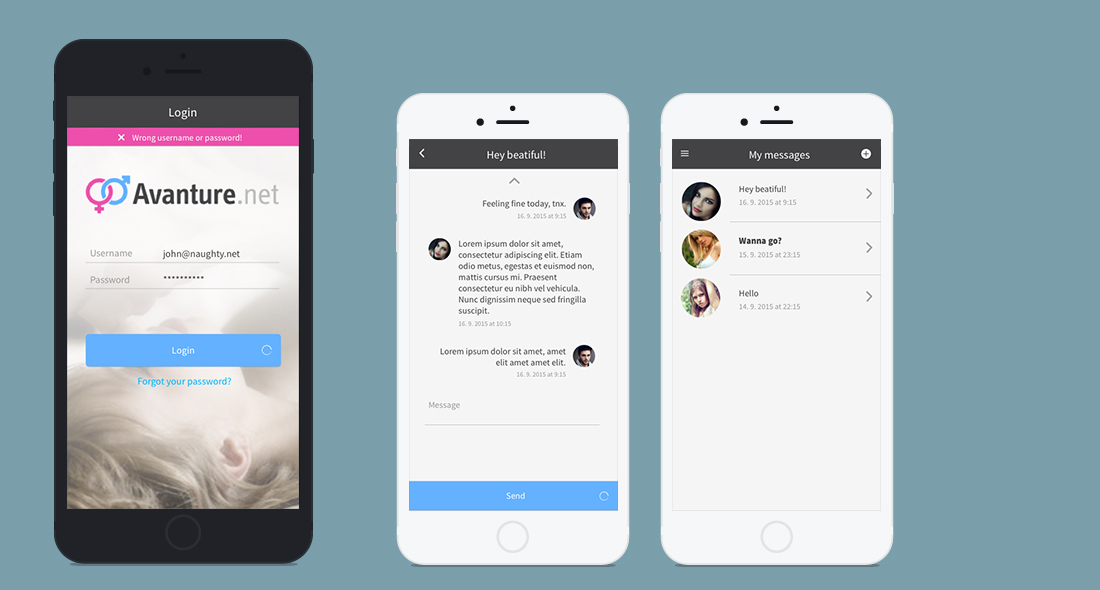 Login
Wrong username or password!
Avanture.net
Username john@naughty.net
Password ••••••••••
Login
Forgot your password?
Hey beatiful!
Feeling fine today, tnx.
16. 9. 2015 at 9:15
Lorem ipsum dolor sit amet,
consectetur adipiscing elit. Etiam
odio metus, egestas et euismod non,
mattis cursus mi. Praesent
consectetur eu nibh vel vehicula.
Nunc dignissim neque sed fringilla
suscipit.
16. 9. 2015 at 10:15
Lorem ipsum dolor sit amet, amet
elit amet amet elit.
16. 9. 2015 at 9:15
Message
Send
My messages
Hey beatiful!
16. 9. 2015 at 9:15
Wanna go?
15. 9. 2015 at 23:15
Hello
14. 9. 2015 at 22:15